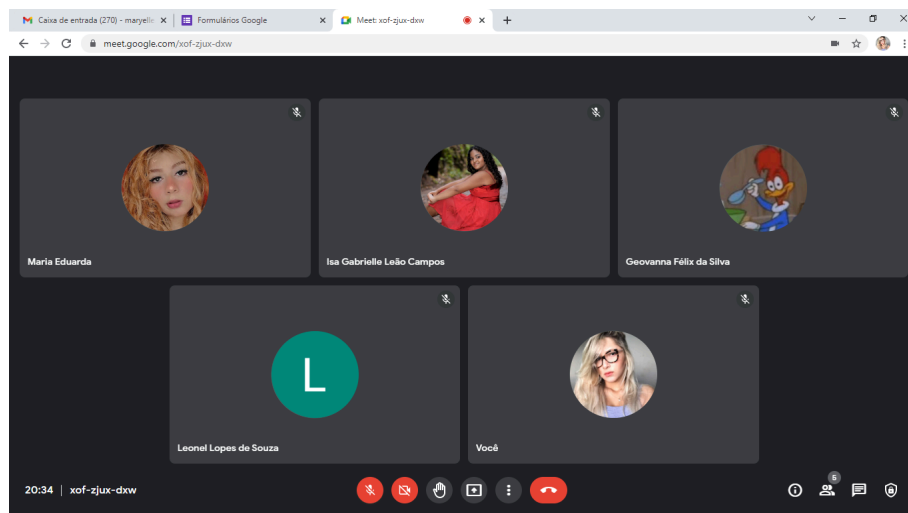 Caixa de entrada (270) - maryelle
Formulários Google
Meet: xof-zjux-dxw
meet.google.com/xof-zjux-dxw
Maria Eduarda
Isa Gabrielle Leão Campos
Geovanna Félix da Silva
L
Leonel Lopes de Souza
Você
20:34 | xof-zjux-dxw
5